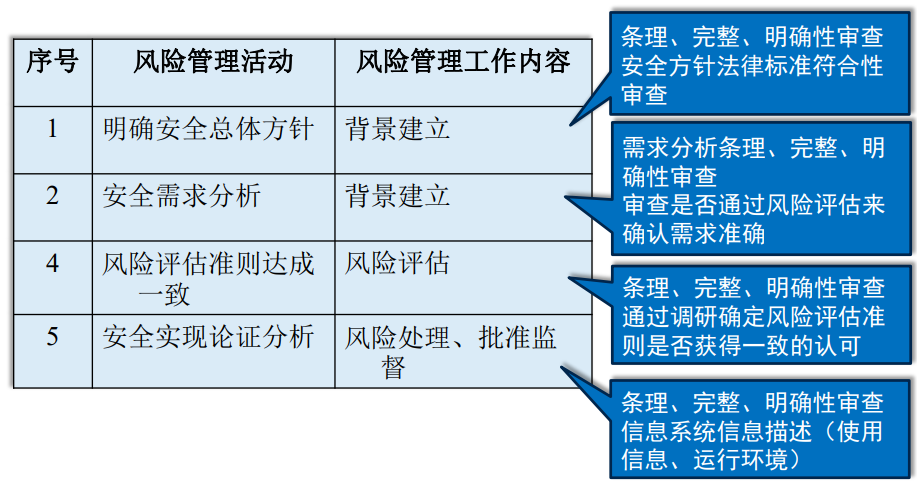 序号 风险管理活动 风险管理工作内容
1 明确安全总体方针 背景建立
2 安全需求分析 背景建立
4 风险评估准则达成 风险评估
一致
5 安全实现论证分析 风险处理、批准监
督
条理、完整、明确性审查
安全方针法律标准符合性
审查
需求分析条理、完整、明
确性审查
审查是否通过风险评估来
确认需求准确
条理、完整、明确性审查
通过调研确定风险评估准
则是否获得一致的认可
条理、完整、明确性审查
信息系统信息描述（使用
信息、运行环境）